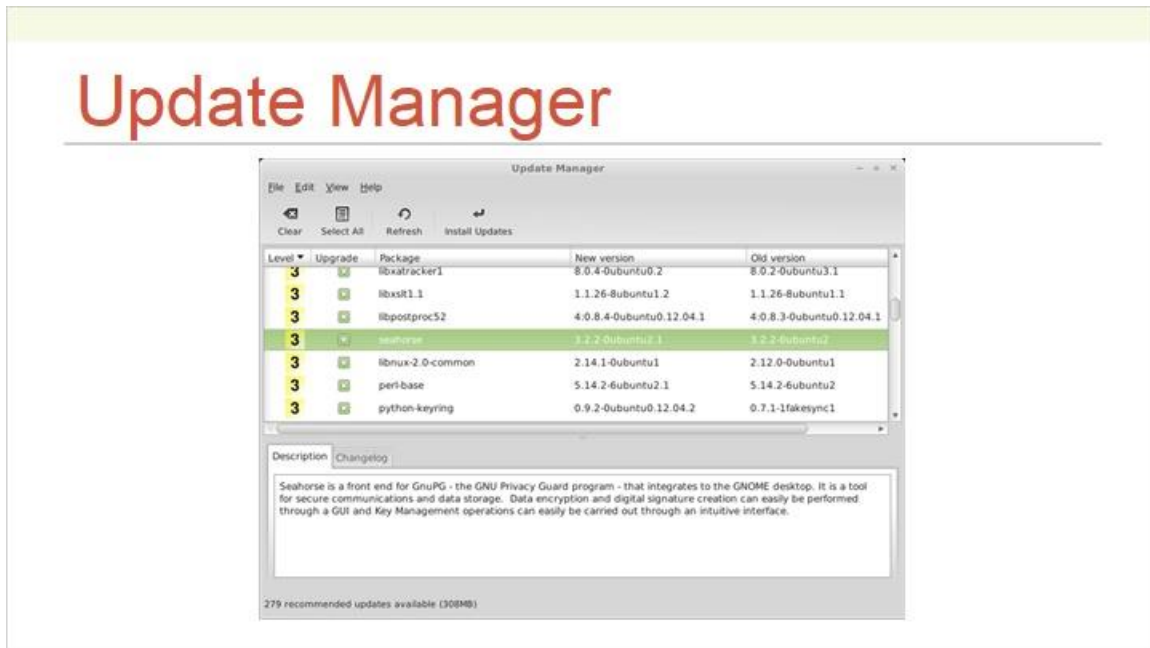 Update Manager
Update Manager
File Edit View Help
Clear Select All Refresh Install Updates
Level Upgrade Package New version Old version
3 libxatracker1 8.0.4-0ubuntu0.2 8.0.2-0ubuntu3.1
3 libxslt1.1 1.1.26-8ubuntu1.2 1.1.26-8ubuntu1.1
3 libpostproc52 4:0.8.4-0ubuntu0.12.04.1 4:0.8.3-0ubuntu0.12.04.1
3 seahorse 3.2.2-0ubuntu2.1 3.2.2-0ubuntu2
3 libnux-2.0-common 2.14.1-0ubuntu1 2.12.0-0ubuntu1
3 perl-base 5.14.2-6ubuntu2.1 5.14.2-6ubuntu2
3 python-keyring 0.9.2-0ubuntu0.12.04.2 0.7.1-1fakesync1
Description Changelog
Seahorse is a front end for GnuPG - the GNU Privacy Guard program - that integrates to the GNOME desktop. It is a tool
for secure communications and data storage. Data encryption and digital signature creation can easily be performed
through a GUI and Key Management operations can easily be carried out through an intuitive interface.
279 recommended updates available (308MB)